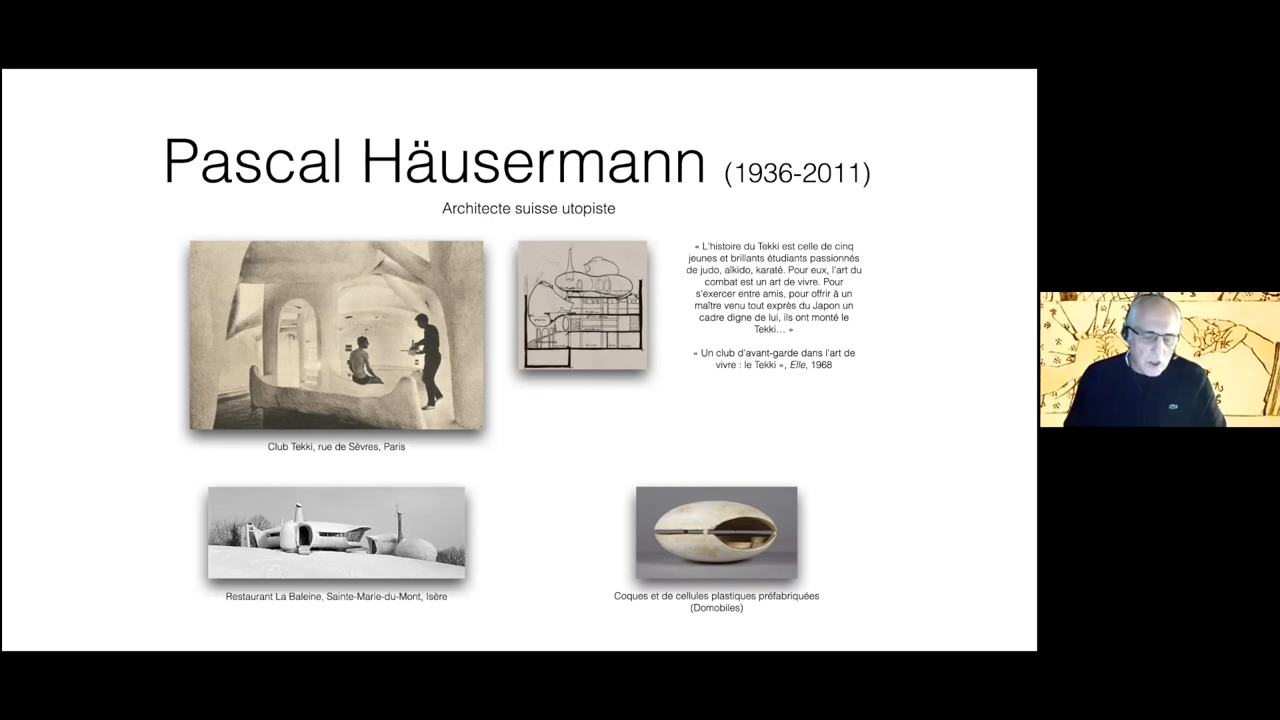 Pascal Häusermann (1936-2011)
Architecte suisse utopiste
« L'histoire du Tekki est celle de cinq
jeunes et brillants étudiants passionnés
de judo, aïkido, karaté. Pour eux, l'art du
combat est un art de vivre. Pour
s'exercer entre amis, pour offrir à un
maître venu tout exprès du Japon un
cadre digne de lui, ils ont monté le
Tekki... »
« Un club d'avant-garde dans l'art de
vivre : le Tekki », Elle, 1968
Club Tekki, rue de Sèvres, Paris
Restaurant La Baleine, Sainte-Marie-du-Mont, Isère
Coques et de cellules plastiques préfabriquées
(Domobiles)